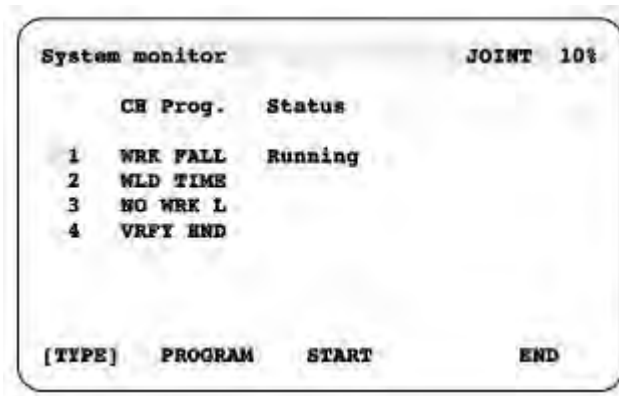 System monitor JOINT 10%
CH Prog. Status
1 WRK FALL Running
2 WLD TIME
3 NO WRK L
4 VRFY HND
[TYPE] PROGRAM START END